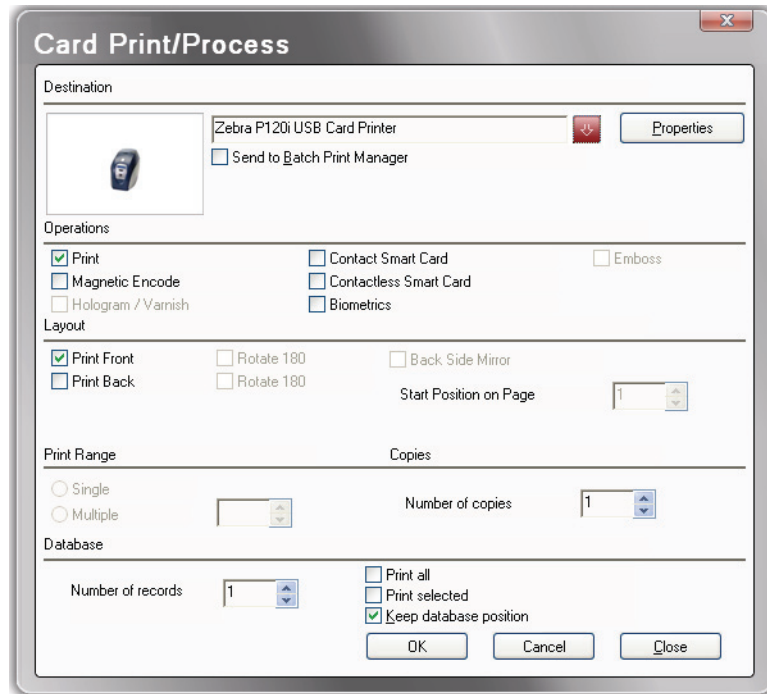 Card Print/Process
Destination
Zebra P120i USB Card Printer
Properties
Send to Batch Print Manager
Operations
Print
Contact Smart Card
Emboss
Magnetic Encode
Contactless Smart Card
Hologram / Varnish
Biometrics
Layout
Print Front
Rotate 180
Back Side Mirror
Print Back
Rotate 180
Start Position on Page
1
Print Range
Copies
Single
Multiple
Number of copies
1
Database
Number of records
1
Print all
Print selected
Keep database position
OK
Cancel
Close